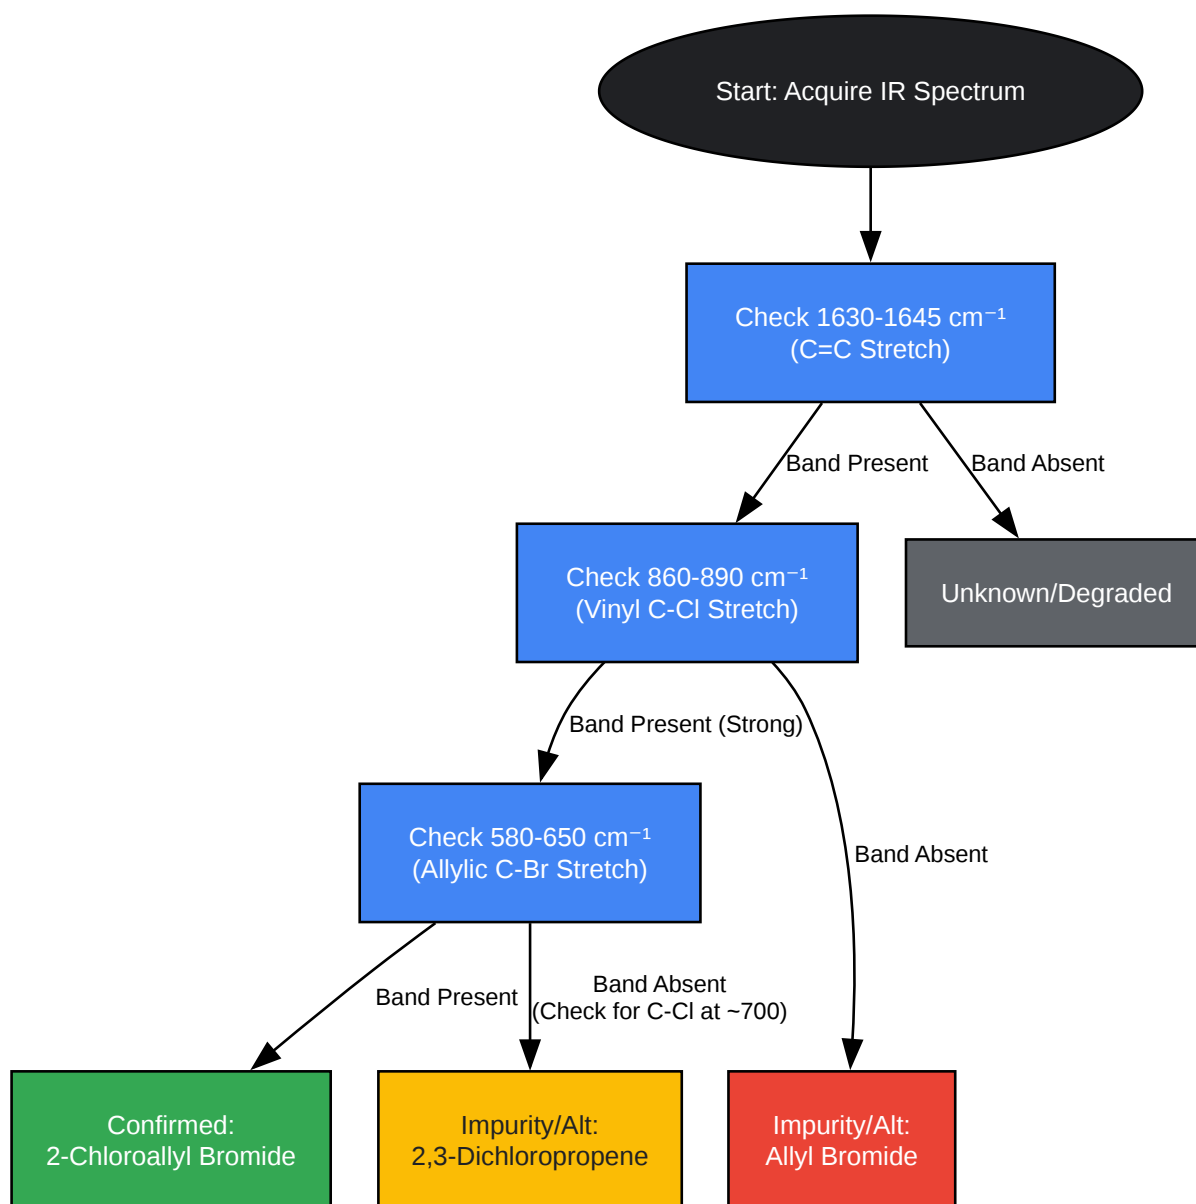 Start: Acquire IR Spectrum
Check 1630-1645 cm⁻¹
(C=C Stretch)
Band Present
Band Absent
Check 860-890 cm⁻¹
(Vinyl C-Cl Stretch)
Unknown/Degraded
Band Present (Strong)
Check 580-650 cm⁻¹
(Allylic C-Br Stretch)
Band Absent
Band Present
Band Absent
(Check for C-Cl at ~700)
Confirmed:
2-Chloroallyl Bromide
Impurity/Alt:
2,3-Dichloropropene
Impurity/Alt:
Allyl Bromide